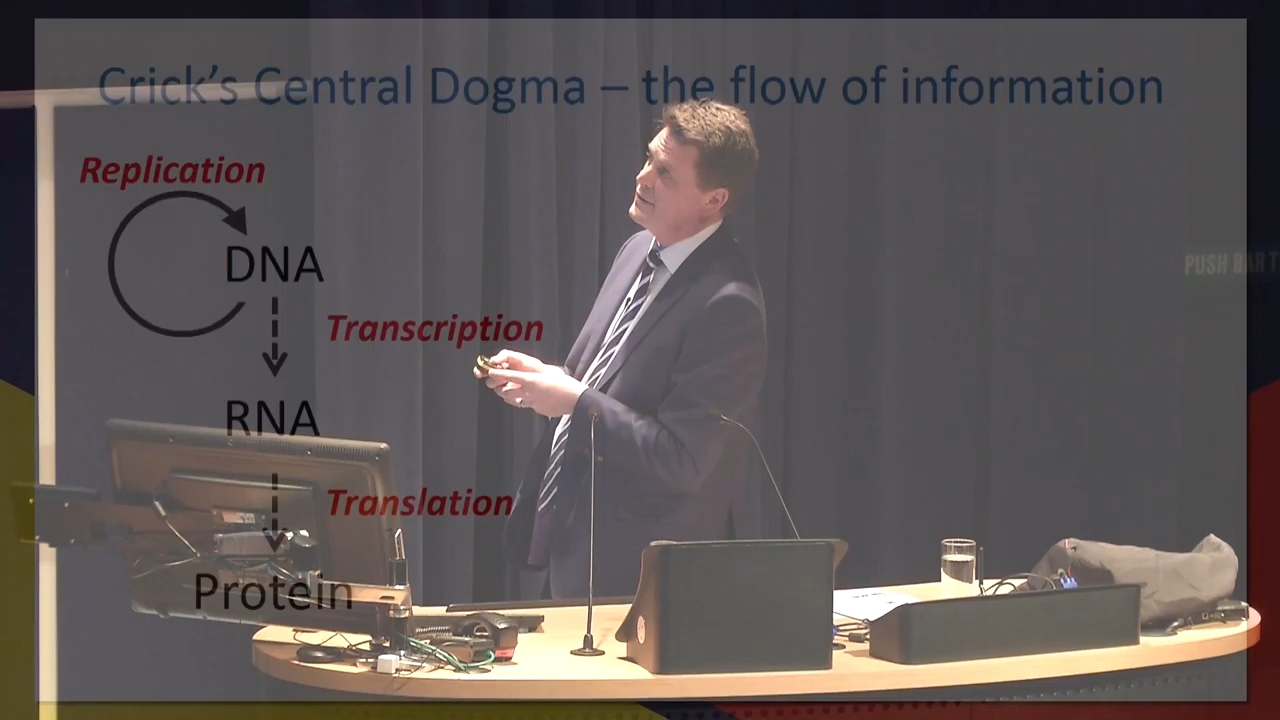 Crick's Central Dogma – the flow of information
Replication
DNA
Transcription
RNA
Translation
Protein
PUSH BAR T